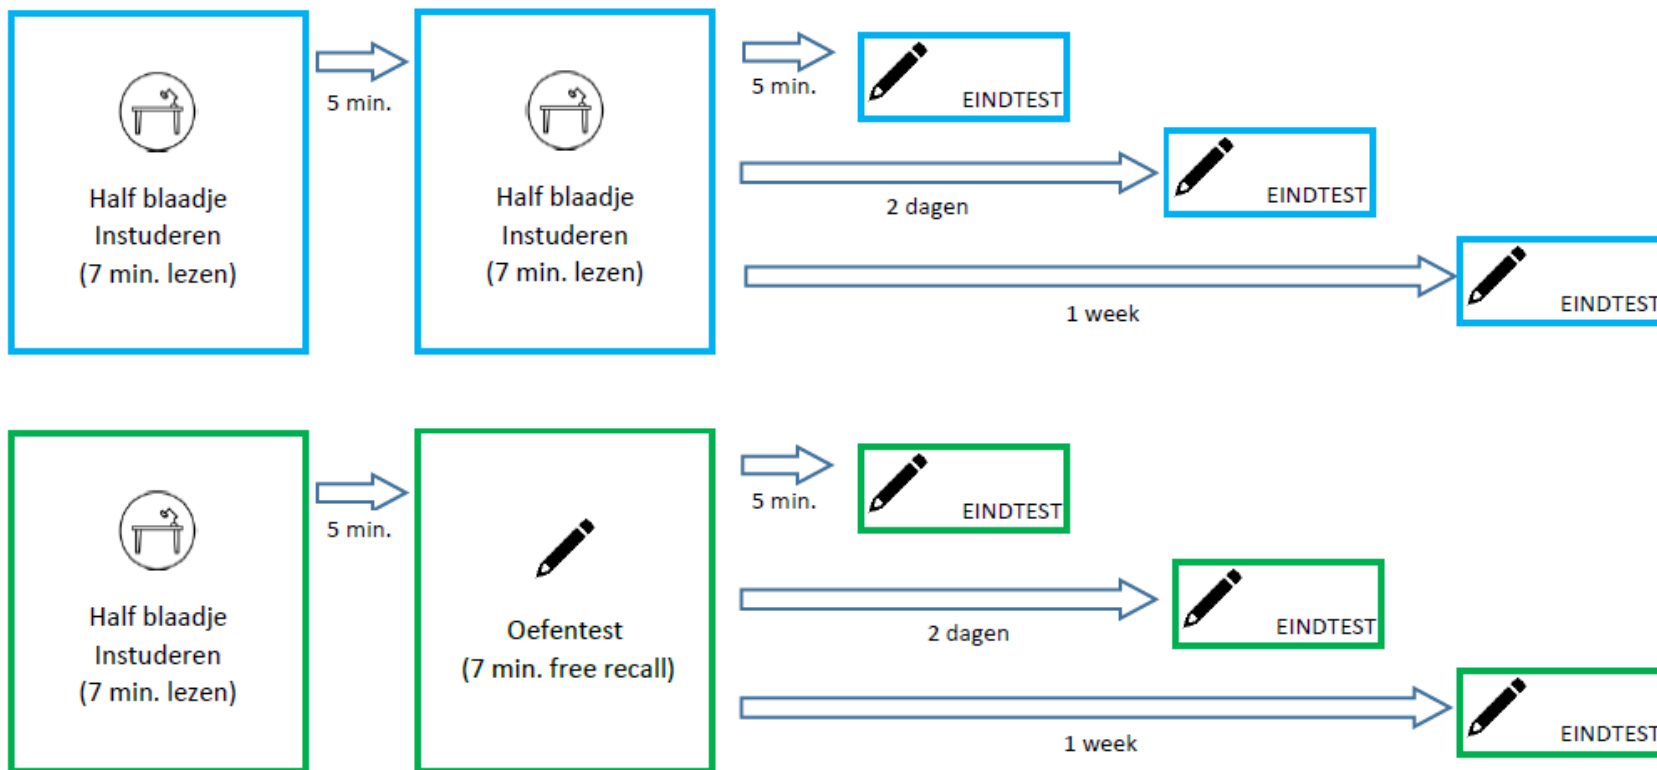 Half blaadje
Instuderen
(7 min. lezen)
5 min.
Half blaadje
Instuderen
(7 min. lezen)
5 min.
EINDTEST
2 dagen
EINDTEST
1 week
EINDTEST
Half blaadje
Instuderen
(7 min. lezen)
5 min.
Oefentest
(7 min. free recall)
5 min.
EINDTEST
2 dagen
EINDTEST
1 week
EINDTEST